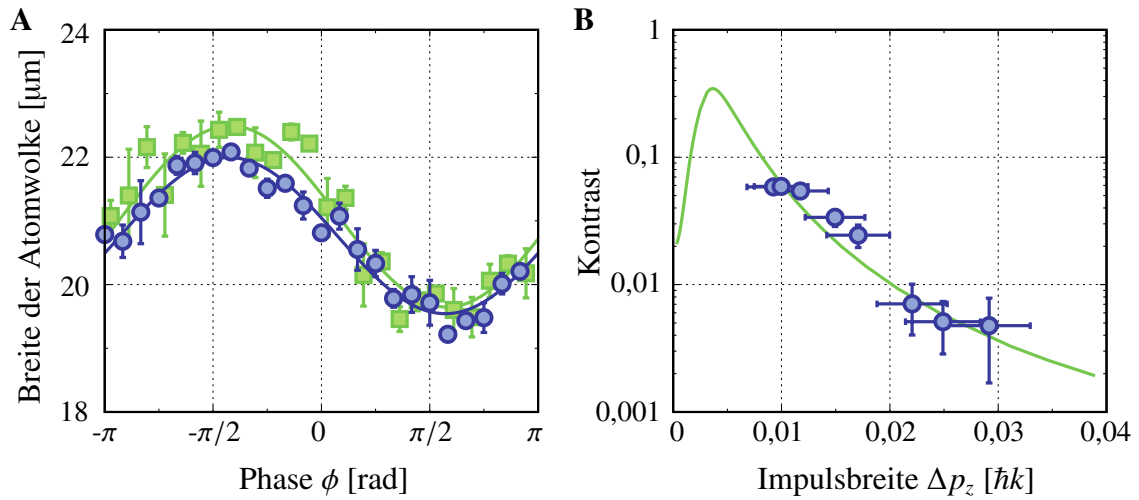 A
Breite der Atomwolke [µm]
24
22
20
18
-π
-π/2
0
π/2
π
Phase ϕ [rad]
B
Kontrast
1
0,1
0,01
0,001
0
0,01
0,02
0,03
0,04
Impulsbreite Δp_z [ħk]